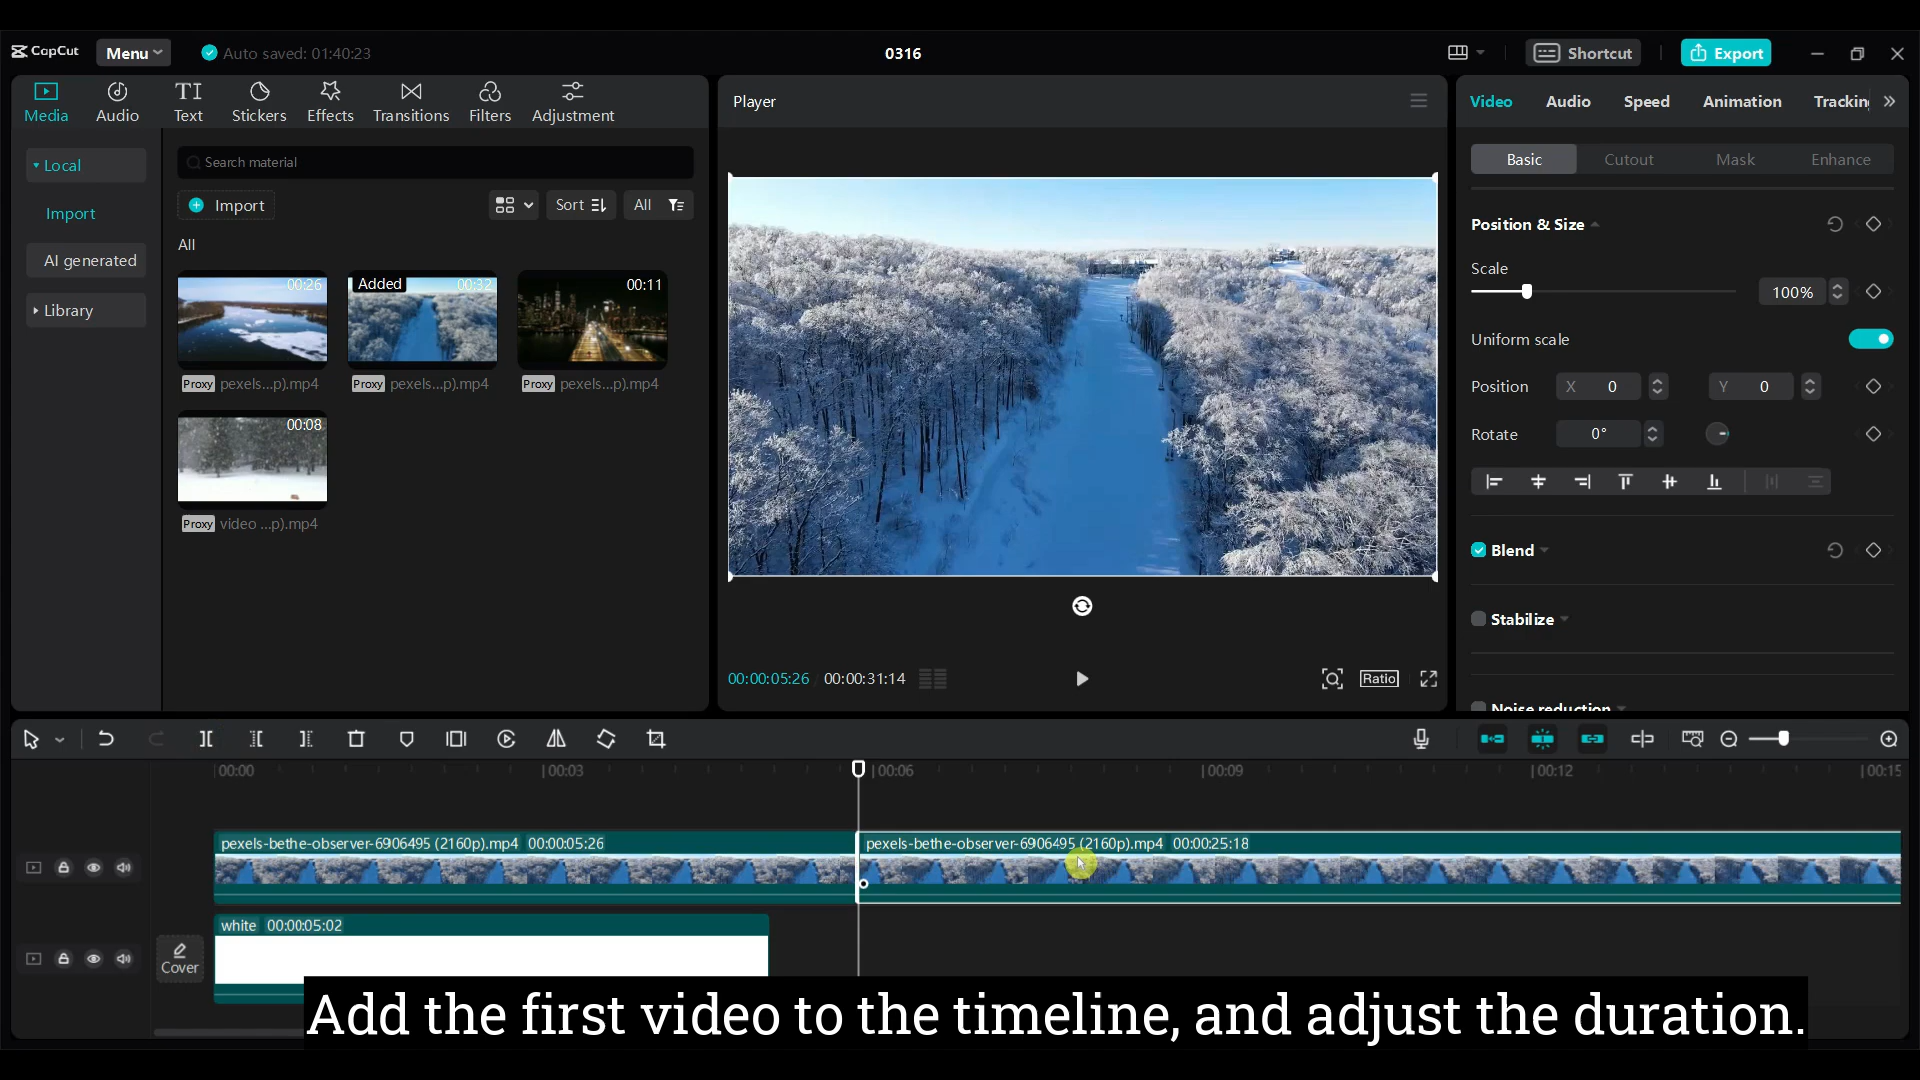 CapCut
Menu
Auto saved: 01:40:23
0316
Shortcut
Export
Media
Audio
Text
Stickers
Effects
Transitions
Filters
Adjustment
Local
Import
AI generated
Library
Search material
Import
Sort
All
All
00:26
Added
00:32
00:11
Proxy pexels...p).mp4
Proxy pexels...p).mp4
Proxy pexels...p).mp4
00:08
Proxy video ...p).mp4
Player
00:00:05:26
00:00:31:14
Ratio
Video
Audio
Speed
Animation
Tracking
Basic
Cutout
Mask
Enhance
Position & Size
Scale
100%
Uniform scale
Position
X 0
Y 0
Rotate
0°
Blend
Stabilize
Noise reduction
00:00
00:03
00:06
00:09
00:12
00:15
pexels-bethe-observer-6906495 (2160p).mp4 00:00:05:26
pexels-bethe-observer-6906495 (2160p).mp4 00:00:25:18
white 00:00:05:02
Cover
Add the first video to the timeline, and adjust the duration.